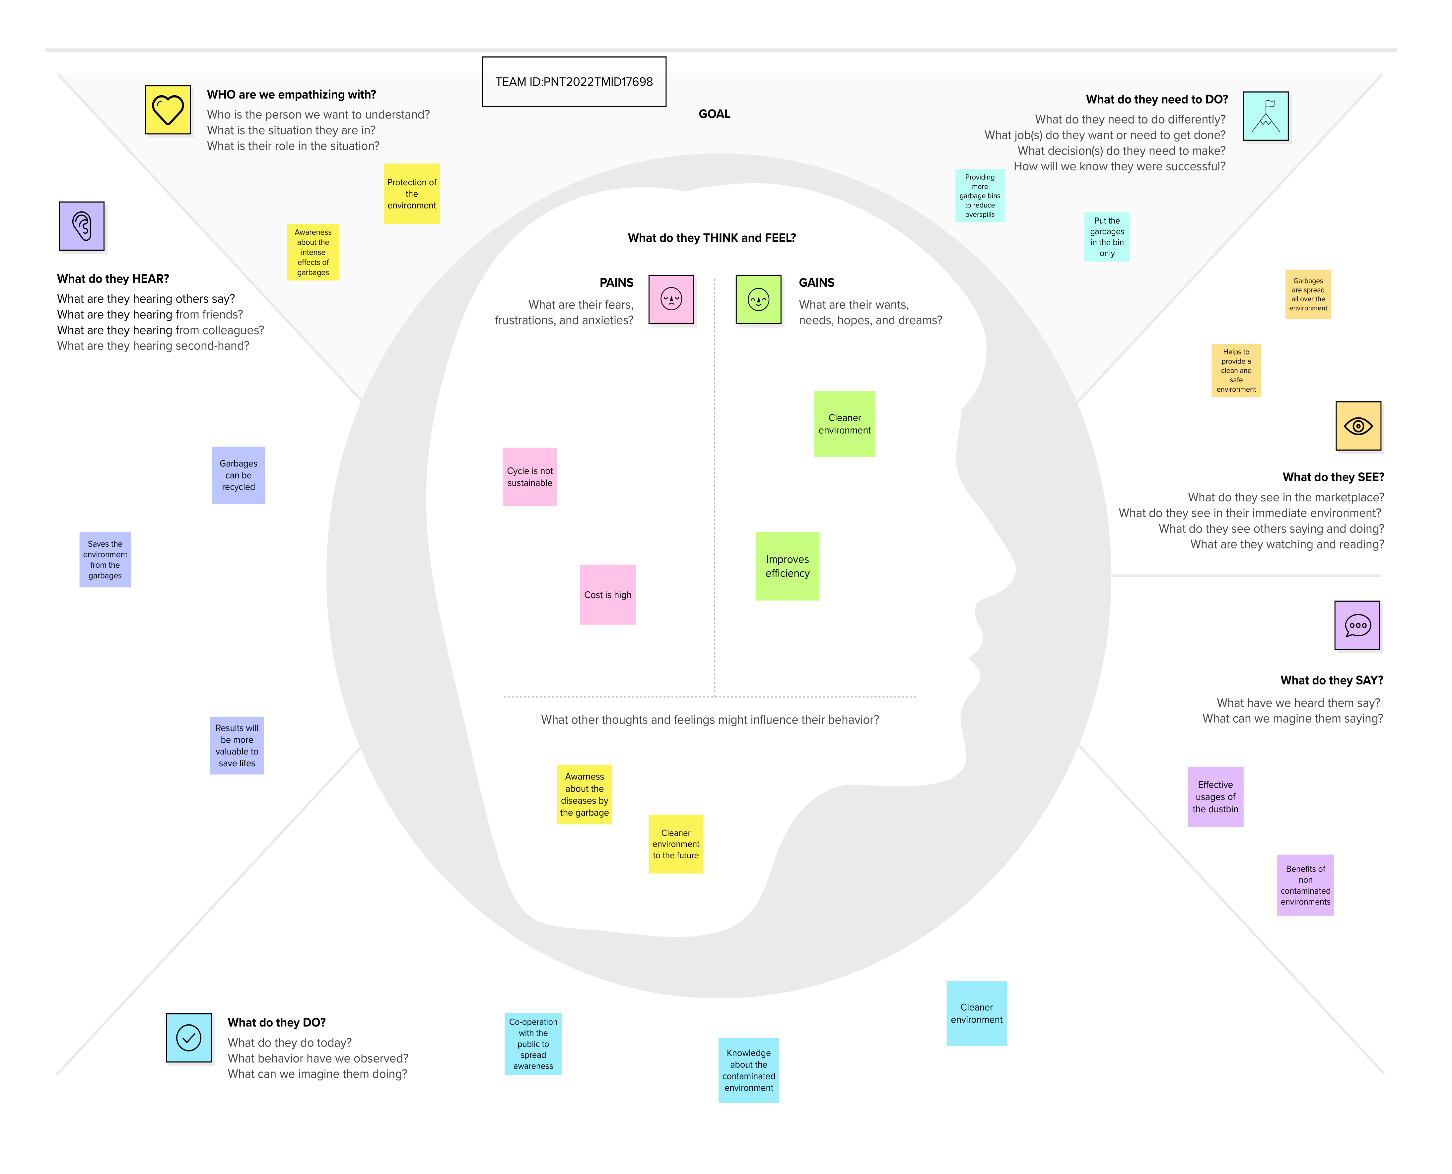 TEAM ID:PNT2022TMID17698
GOAL
WHO are we empathizing with?
Who is the person we want to understand?
What is the situation they are in?
What is their role in the situation?
Protection of
the
environment
Awareness
about the
intense
effects of
garbages
What do they need to DO?
What do they need to do differently?
What job(s) do they want or need to get done?
What decision(s) do they need to make?
How will we know they were successful?
Providing
more
garbage bins
to reduce
overspills
Put the
garbages
in the bin
only
What do they HEAR?
What are they hearing others say?
What are they hearing from friends?
What are they hearing from colleagues?
What are they hearing second-hand?
Garbages
can be
recycled
Saves the
environment
from the
garbages
Results will
be more
valuable to
save lifes
What do they THINK and FEEL?
PAINS
What are their fears,
frustrations, and anxieties?
Cycle is not
sustainable
Cost is high
GAINS
What are their wants,
needs, hopes, and dreams?
Cleaner
environment
Improves
efficiency
What other thoughts and feelings might influence their behavior?
Awarness
about the
diseases by
the garbage
Cleaner
environment
to the future
Garbages
are spread
all over the
environment
Helps to
provide a
clean and
safe
environment
What do they SEE?
What do they see in the marketplace?
What do they see in their immediate environment?
What do they see others saying and doing?
What are they watching and reading?
What do they SAY?
What have we heard them say?
What can we magine them saying?
Effective
usages of
the dustbin
Benefits of
non
contaminated
environments
What do they DO?
What do they do today?
What behavior have we observed?
What can we imagine them doing?
Co-operation
with the
public to
spread
awareness
Knowledge
about the
contaminated
environment
Cleaner
environment